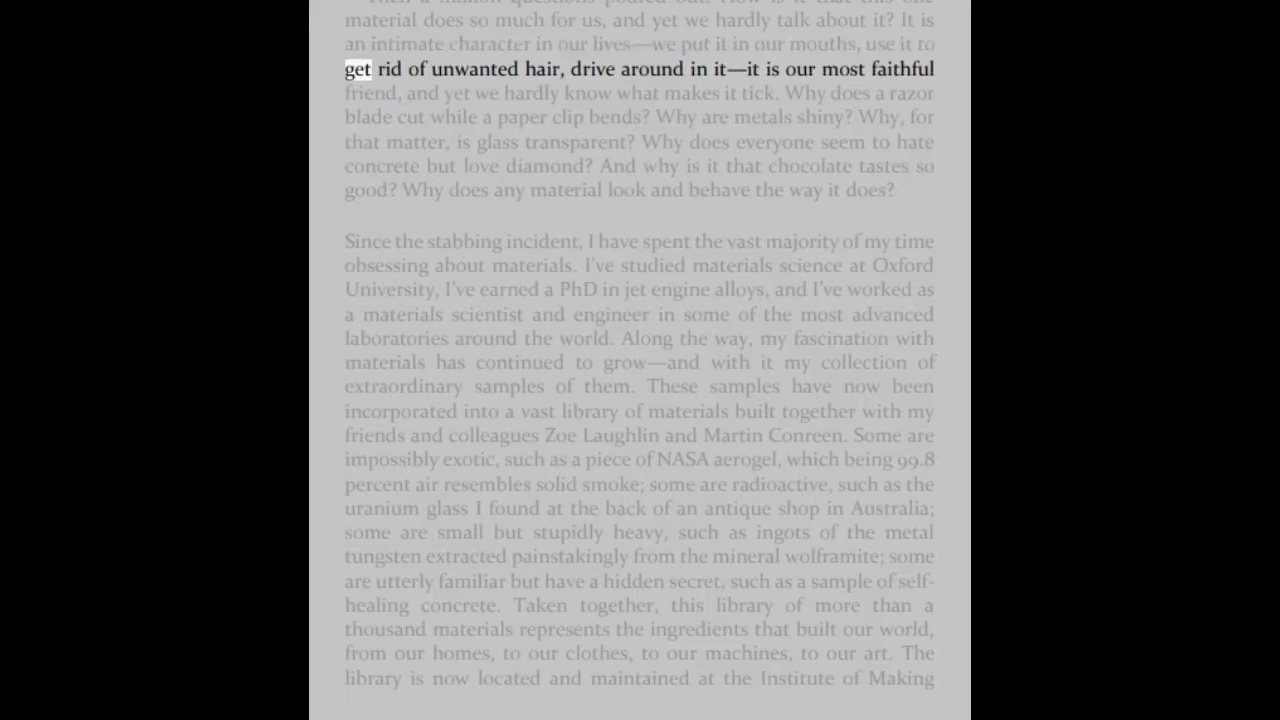 Then a million questions poured out. How is it that this one
material does so much for us, and yet we hardly talk about it? It is
an intimate character in our lives—we put it in our mouths, use it to
get rid of unwanted hair, drive around in it—it is our most faithful
friend, and yet we hardly know what makes it tick. Why does a razor
blade cut while a paper clip bends? Why are metals shiny? Why, for
that matter, is glass transparent? Why does everyone seem to hate
concrete but love diamond? And why is it that chocolate tastes so
good? Why does any material look and behave the way it does?
Since the stabbing incident, I have spent the vast majority of my time
obsessing about materials. I've studied materials science at Oxford
University, I've earned a PhD in jet engine alloys, and I've worked as
a materials scientist and engineer in some of the most advanced
laboratories around the world. Along the way, my fascination with
materials has continued to grow—and with it my collection of
extraordinary samples of them. These samples have now been
incorporated into a vast library of materials built together with my
friends and colleagues Zoe Laughlin and Martin Conreen. Some are
impossibly exotic, such as a piece of NASA aerogel, which being 99.8
percent air resembles solid smoke; some are radioactive, such as the
uranium glass I found at the back of an antique shop in Australia;
some are small but stupidly heavy, such as ingots of the metal
tungsten extracted painstakingly from the mineral wolframite; some
are utterly familiar but have a hidden secret, such as a sample of self-
healing concrete. Taken together, this library of more than a
thousand materials represents the ingredients that built our world,
from our homes, to our clothes, to our machines, to our art. The
library is now located and maintained at the Institute of Making